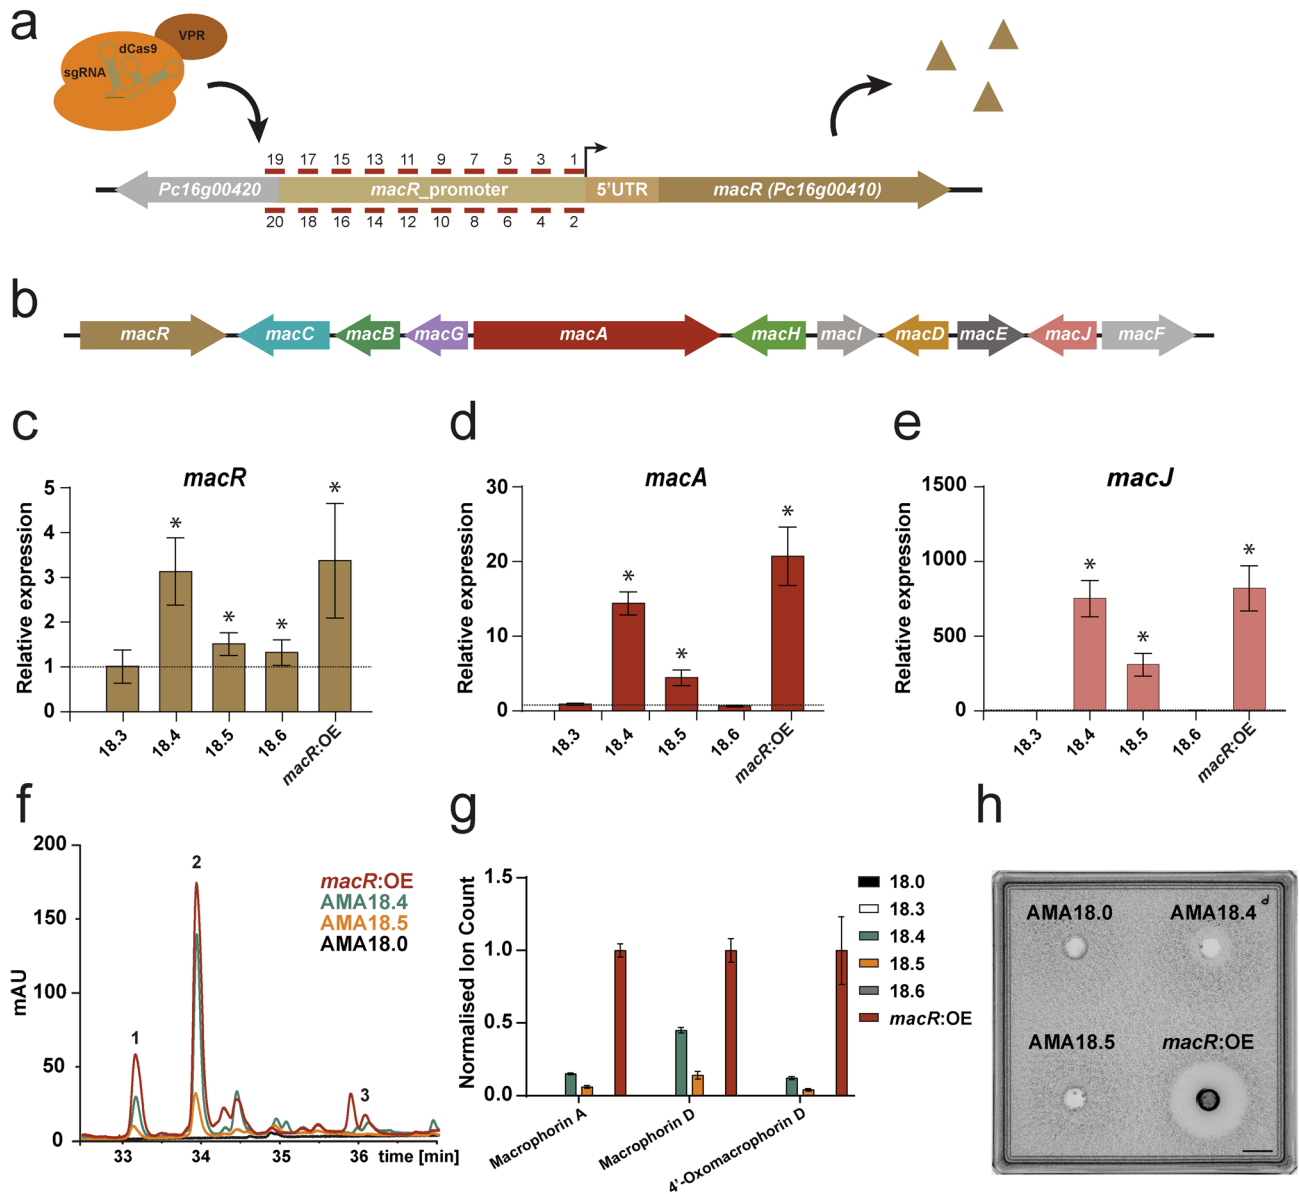 a
VPR
dCas9
sgRNA
19 17 15 13 11 9 7 5 3 1
Pc16g00420 macR_promoter 5'UTR macR (Pc16g00410)
20 18 16 14 12 10 8 6 4 2
b
macR macC macB macG macA macH macI macD macE macJ macF
c
macR
Relative expression
5
4
3
2
1
0
18.3 18.4 18.5 18.6 macR:OE
* * * *
d
macA
Relative expression
30
20
10
0
18.3 18.4 18.5 18.6 macR:OE
* * *
e
macJ
Relative expression
1500
1000
500
0
18.3 18.4 18.5 18.6 macR:OE
* * *
f
mAU
200
150
100
50
0
1
2
3
macR:OE
AMA18.4
AMA18.5
AMA18.0
33 34 35 36 time [min]
g
Normalised Ion Count
1.5
1.0
0.5
0.0
Macrophorin A Macrophorin D 4'-Oxomacrophorin D
18.0
18.3
18.4
18.5
18.6
macR:OE
h
AMA18.0 AMA18.4
AMA18.5 macR:OE